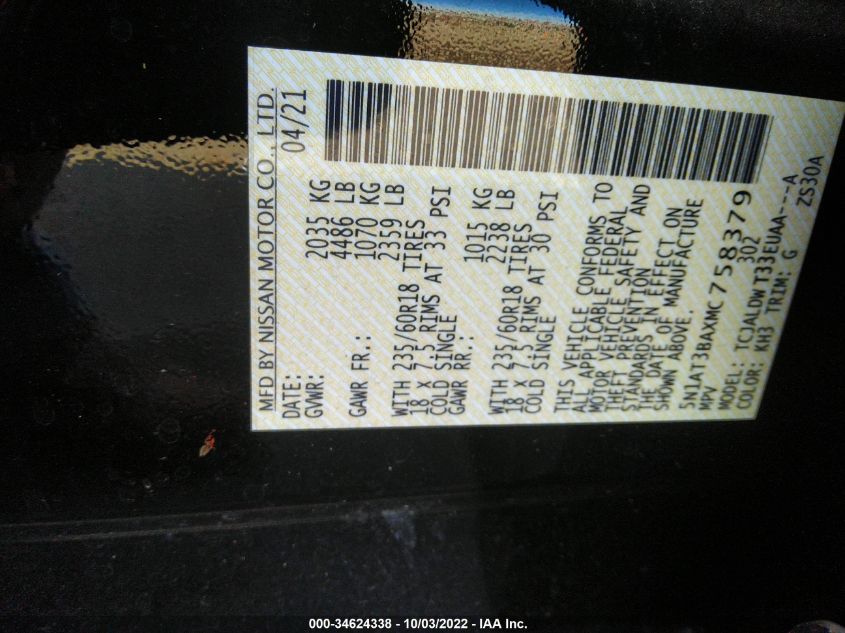 MFD BY NISSAN MOTOR CO., LTD.
DATE: 04/21
GVWR: 2035 KG
4486 LB
GAWR FR.: 1070 KG
2359 LB
WITH 235/60R18 TIRES
18 X 7.5 RIMS AT 33 PSI
COLD SINGLE
GAWR RR.: 1015 KG
2238 LB
WITH 235/60R18 TIRES
18 X 7.5 RIMS AT 30 PSI
COLD SINGLE
THIS VEHICLE CONFORMS TO
ALL APPLICABLE FEDERAL
MOTOR VEHICLE SAFETY AND
THEFT PREVENTION
STANDARDS IN EFFECT ON
THE DATE OF MANUFACTURE
SHOWN ABOVE.
5N1AT3BAXMC758379
MPV 302
MODEL: TCJALDWT33EUAA---A
COLOR: KH3 TRIM: G ZS30A
000-34624338 - 10/03/2022 - IAA Inc.